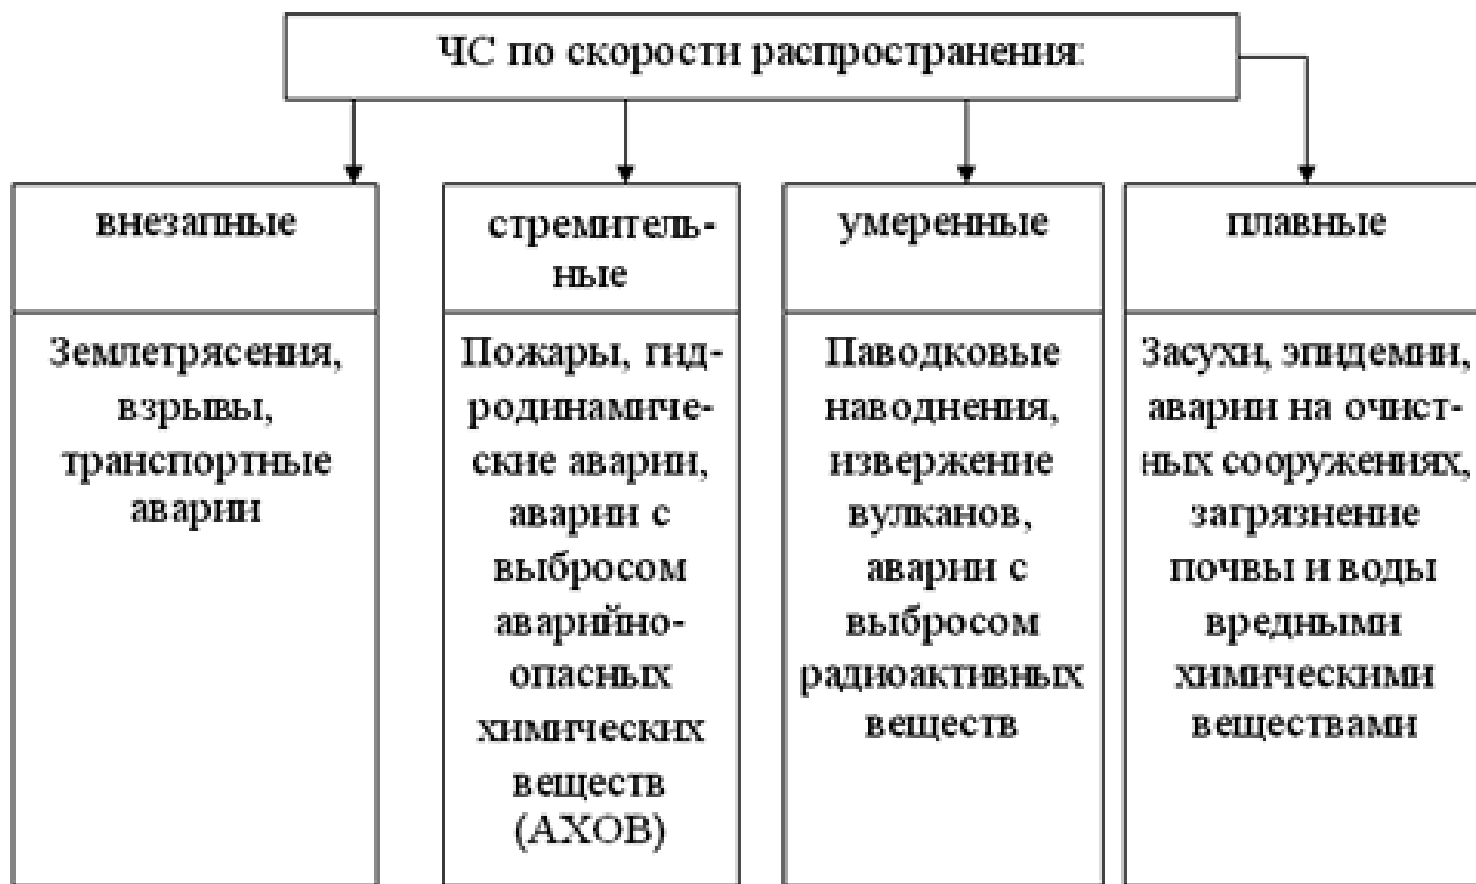 ЧС по скорости распространения:
внезапные
Землетрясения,
взрывы,
транспортные
аварии
стремитель-
ные
Пожары, гид-
родинамиче-
ские аварии,
аварии с
выбросом
аварийно-
опасных
химических
веществ
(АХОВ)
умеренные
Паводковые
наводнения,
извержение
вулканов,
аварии с
выбросом
радиоактивных
веществ
плавные
Засухи, эпидемии,
аварии на очист-
ных сооружениях,
загрязнение
почвы и воды
вредными
химическими
веществами